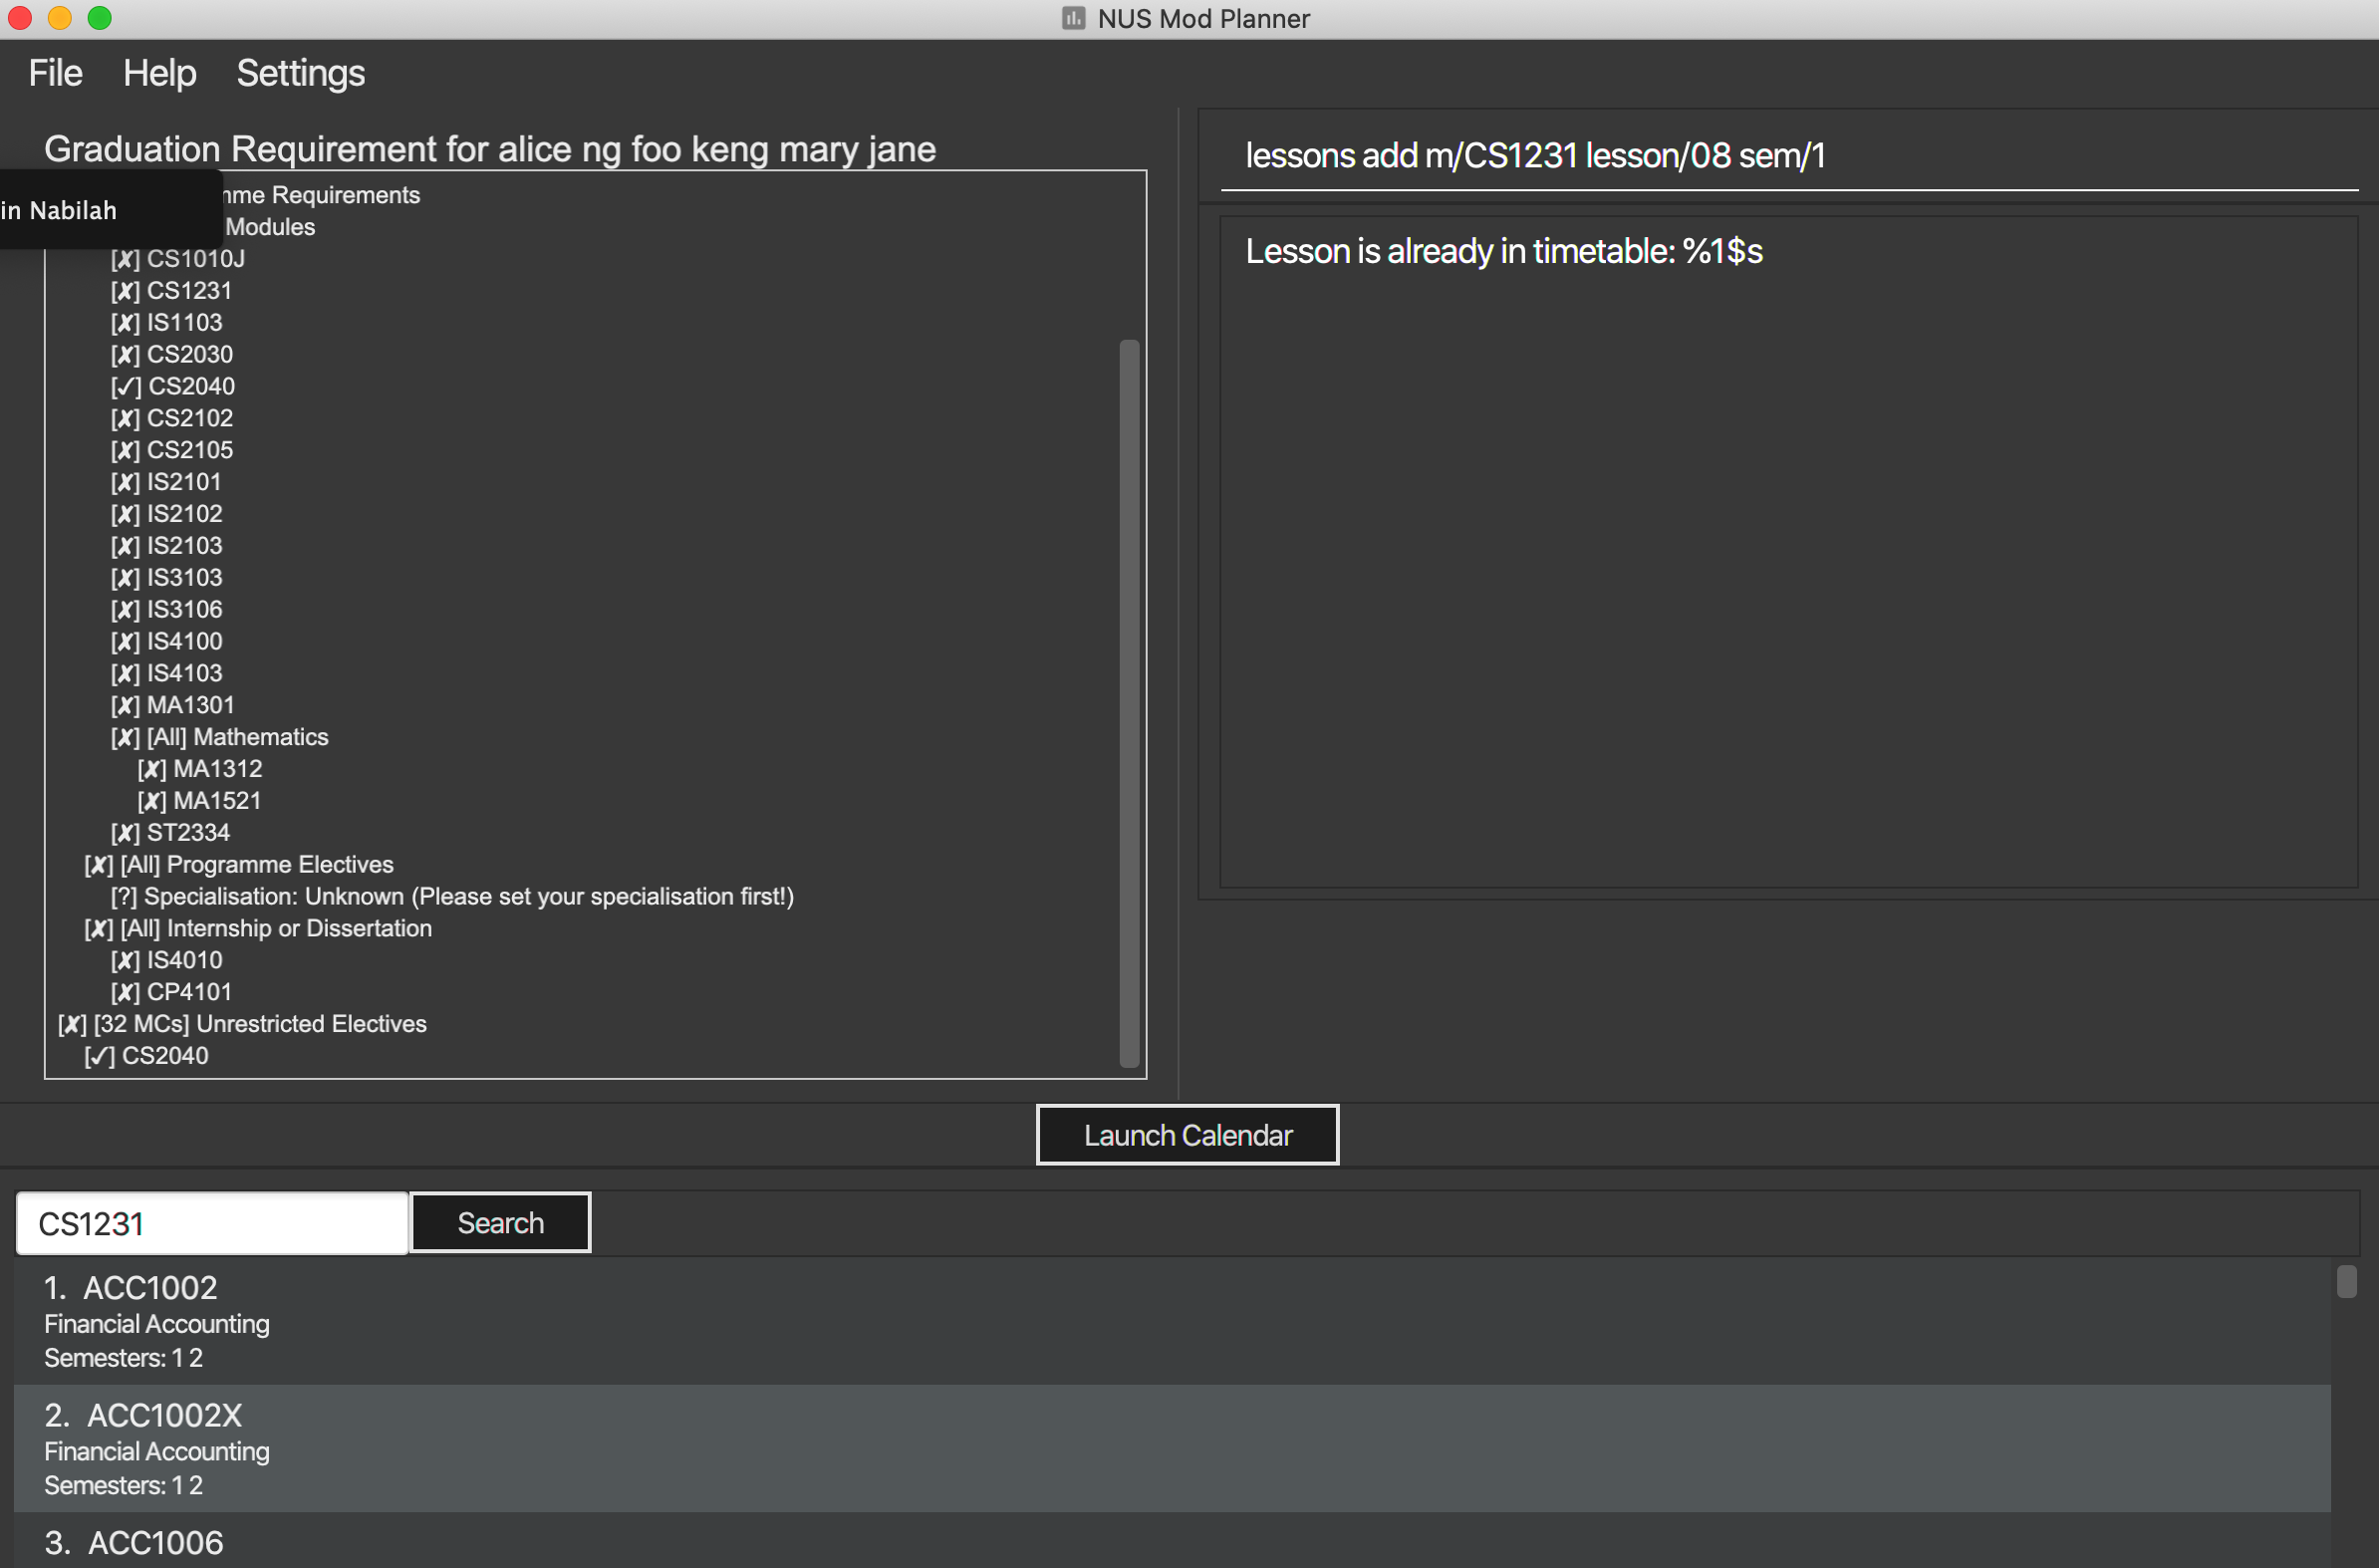 NUS Mod Planner
File Help Settings
Graduation Requirement for alice ng foo keng mary jane
Requirements
in Nabilah
Modules
[✗] CS1010J
[✗] CS1231
[✗] IS1103
[✗] CS2030
[✓] CS2040
[✗] CS2102
[✗] CS2105
[✗] IS2101
[✗] IS2102
[✗] IS2103
[✗] IS3103
[✗] IS3106
[✗] IS4100
[✗] IS4103
[✗] MA1301
[✗] [All] Mathematics
[✗] MA1312
[✗] MA1521
[✗] ST2334
[✗] [All] Programme Electives
[?] Specialisation: Unknown (Please set your specialisation first!)
[✗] [All] Internship or Dissertation
[✗] IS4010
[✗] CP4101
[✗] [32 MCs] Unrestricted Electives
[✓] CS2040
lessons add m/CS1231 lesson/08 sem/1
Lesson is already in timetable: %1$s
Launch Calendar
CS1231
Search
1. ACC1002
Financial Accounting
Semesters: 1 2
2. ACC1002X
Financial Accounting
Semesters: 1 2
3. ACC1006